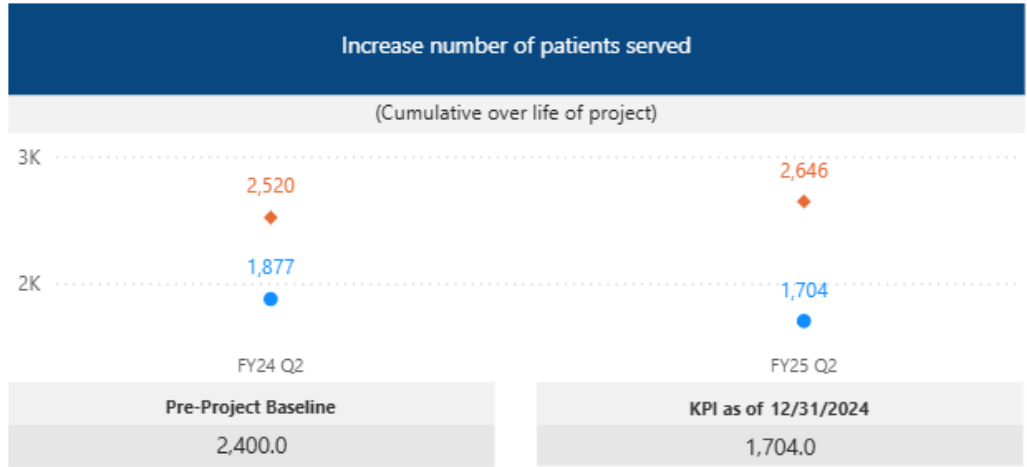 Increase number of patients served
(Cumulative over life of project)
3K
2,520
2,646
1,877
2K
1,704
FY24 Q2
FY25 Q2
Pre-Project Baseline
KPI as of 12/31/2024
2,400.0
1,704.0